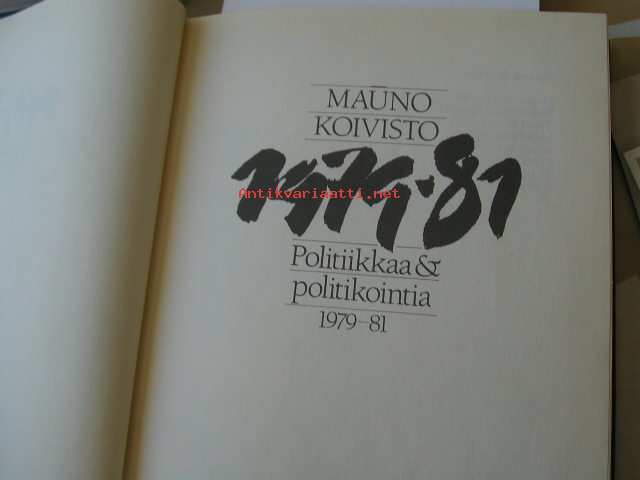 MAUNO
KOIVISTO
1979-81
Antikvariaatti.net
Politiikkaa &
politikointia
1979–81